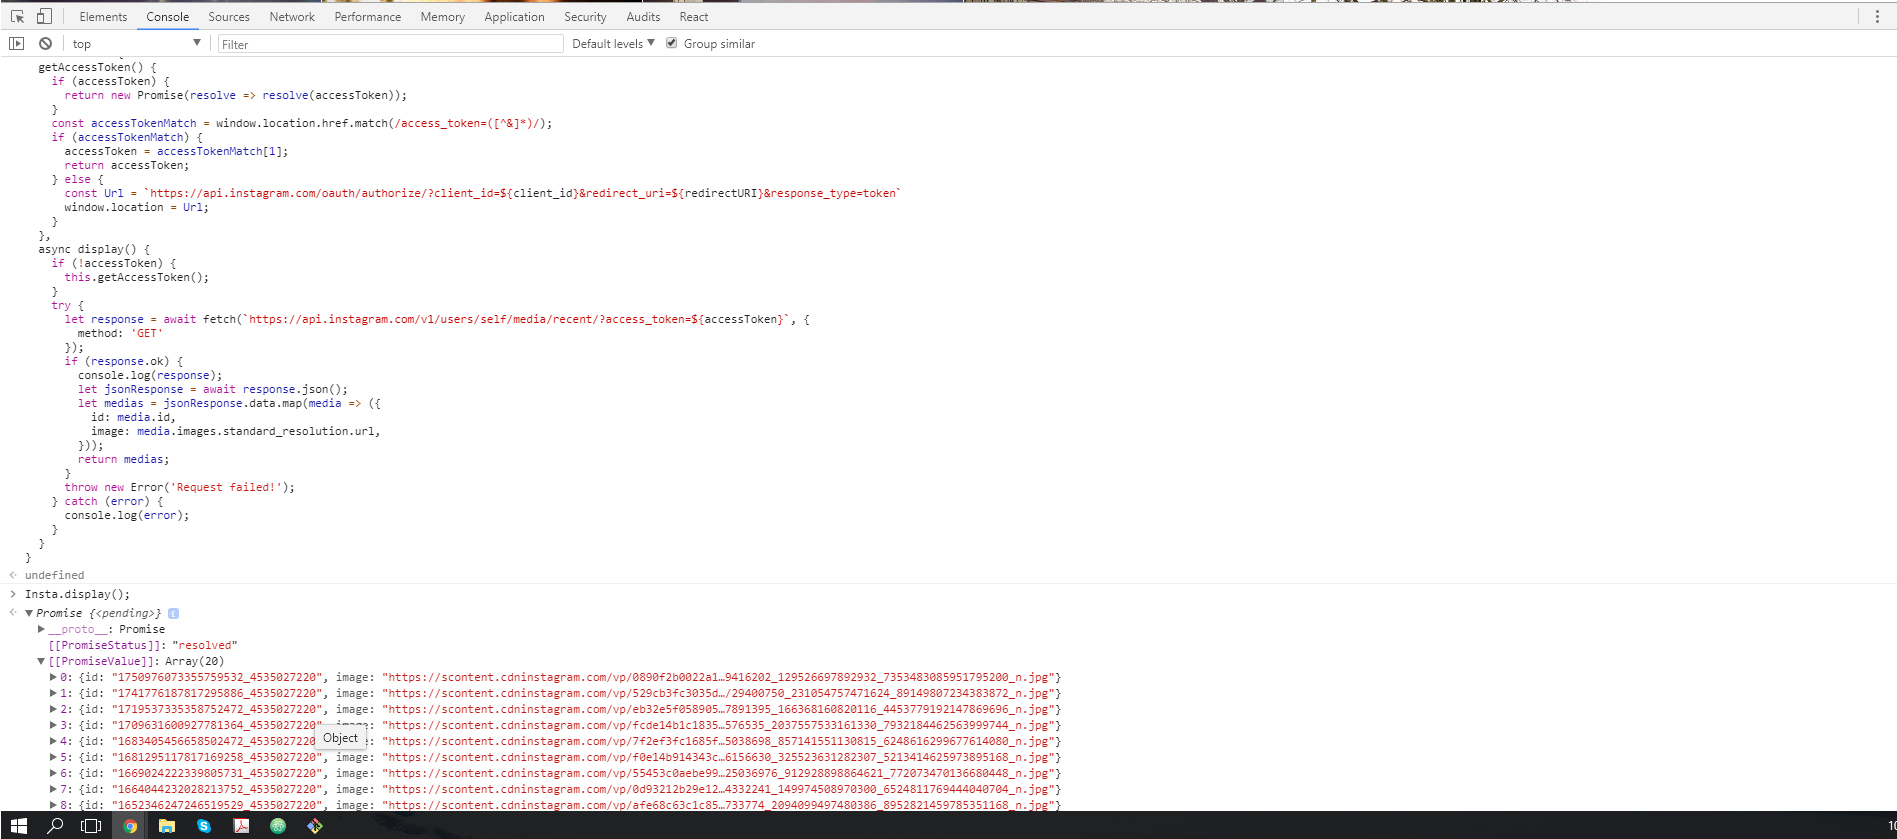 Elements Console Sources Network Performance Memory Application Security Audits React
top Filter Default levels Group similar
getAccessToken() {
if (accessToken) {
return new Promise(resolve => resolve(accessToken));
}
const accessTokenMatch = window.location.href.match(/access_token=([^&]*)/);
if (accessTokenMatch) {
accessToken = accessTokenMatch[1];
return accessToken;
} else {
const Url = `https://api.instagram.com/oauth/authorize/?client_id=${client_id}&redirect_uri=${redirectURI}&response_type=token`
window.location = Url;
}
},
async display() {
if (!accessToken) {
this.getAccessToken();
}
try {
let response = await fetch(`https://api.instagram.com/v1/users/self/media/recent/?access_token=${accessToken}`, {
method: 'GET'
});
if (response.ok) {
console.log(response);
let jsonResponse = await response.json();
let medias = jsonResponse.data.map(media => ({
id: media.id,
image: media.images.standard_resolution.url,
}));
return medias;
}
throw new Error('Request failed!');
} catch (error) {
console.log(error);
}
}
}
undefined
Insta.display();
Promise {<pending>} i
__proto__: Promise
[[PromiseStatus]]: "resolved"
[[PromiseValue]]: Array(20)
0: {id: "1750976073355759532_4535027220", image: "https://scontent.cdninstagram.com/vp/0890f2b0022a1…9416202_129526697892932_7353483085951795200_n.jpg"}
1: {id: "1741776187817295886_4535027220", image: "https://scontent.cdninstagram.com/vp/529cb3fc3035d…/29400750_231054757471624_89149807234383872_n.jpg"}
2: {id: "1719537335358752472_4535027220", image: "https://scontent.cdninstagram.com/vp/eb32e5f058905…7891395_166368160820116_4453779192147869696_n.jpg"}
3: {id: "1709631600927781364_4535027220", image: "https://scontent.cdninstagram.com/vp/fcde14b1c1835…576535_2037557533161330_7932184462563999744_n.jpg"}
Object
4: {id: "1683405456658502472_4535027220", image: "https://scontent.cdninstagram.com/vp/7f2ef3fc1685f…5038698_857141551130815_6248616299677614080_n.jpg"}
5: {id: "1681295117817169258_4535027220", image: "https://scontent.cdninstagram.com/vp/f0e14b914343c…6156630_325523631282307_5213414625973895168_n.jpg"}
6: {id: "1669024222339805731_4535027220", image: "https://scontent.cdninstagram.com/vp/55453c0aebe99…25036976_912928898864621_772073470136680448_n.jpg"}
7: {id: "1664044232028213752_4535027220", image: "https://scontent.cdninstagram.com/vp/0d93212b29e12…4332241_149974508970300_6524811769444040704_n.jpg"}
8: {id: "1652346247246519529_4535027220", image: "https://scontent.cdninstagram.com/vp/afe68c63c1c85…733774_2094099497480386_8952821459785351168_n.jpg"}